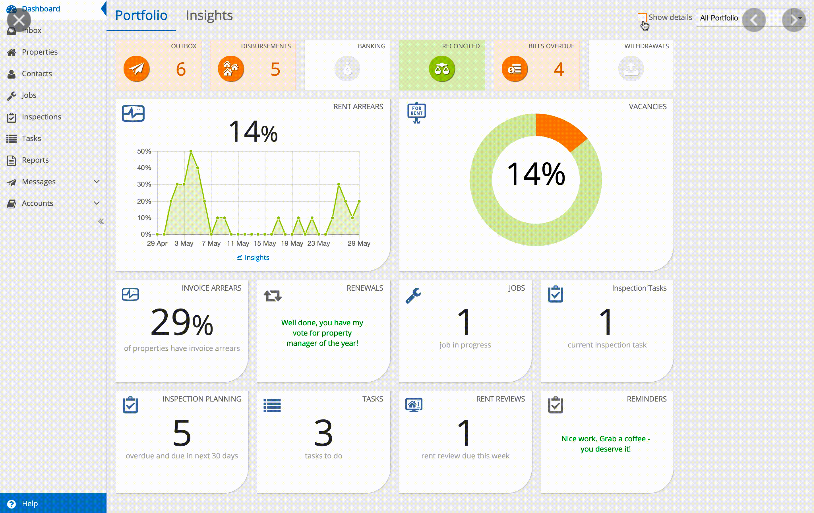 Dashboard
Inbox
Properties
Contacts
Jobs
Inspections
Tasks
Reports
Messages
Accounts
Help
Portfolio Insights
Show details
All Portfolio
OUTBOX
6
DISBURSEMENTS
5
BANKING
RECONCILED
BILLS OVERDUE
4
WITHDRAWALS
RENT ARREARS
14%
50%
40%
30%
20%
10%
0%
29 Apr 3 May 7 May 11 May 15 May 19 May 23 May 29 May
Insights
FOR
RENT
VACANCIES
14%
INVOICE ARREARS
29%
of properties have invoice arrears
RENEWALS
Well done, you have my
vote for property
manager of the year!
JOBS
1
job in progress
Inspection Tasks
1
current inspection task
INSPECTION PLANNING
5
overdue and due in next 30 days
TASKS
3
tasks to do
RENT REVIEWS
1
rent review due this week
REMINDERS
Nice work. Grab a coffee -
you deserve it!